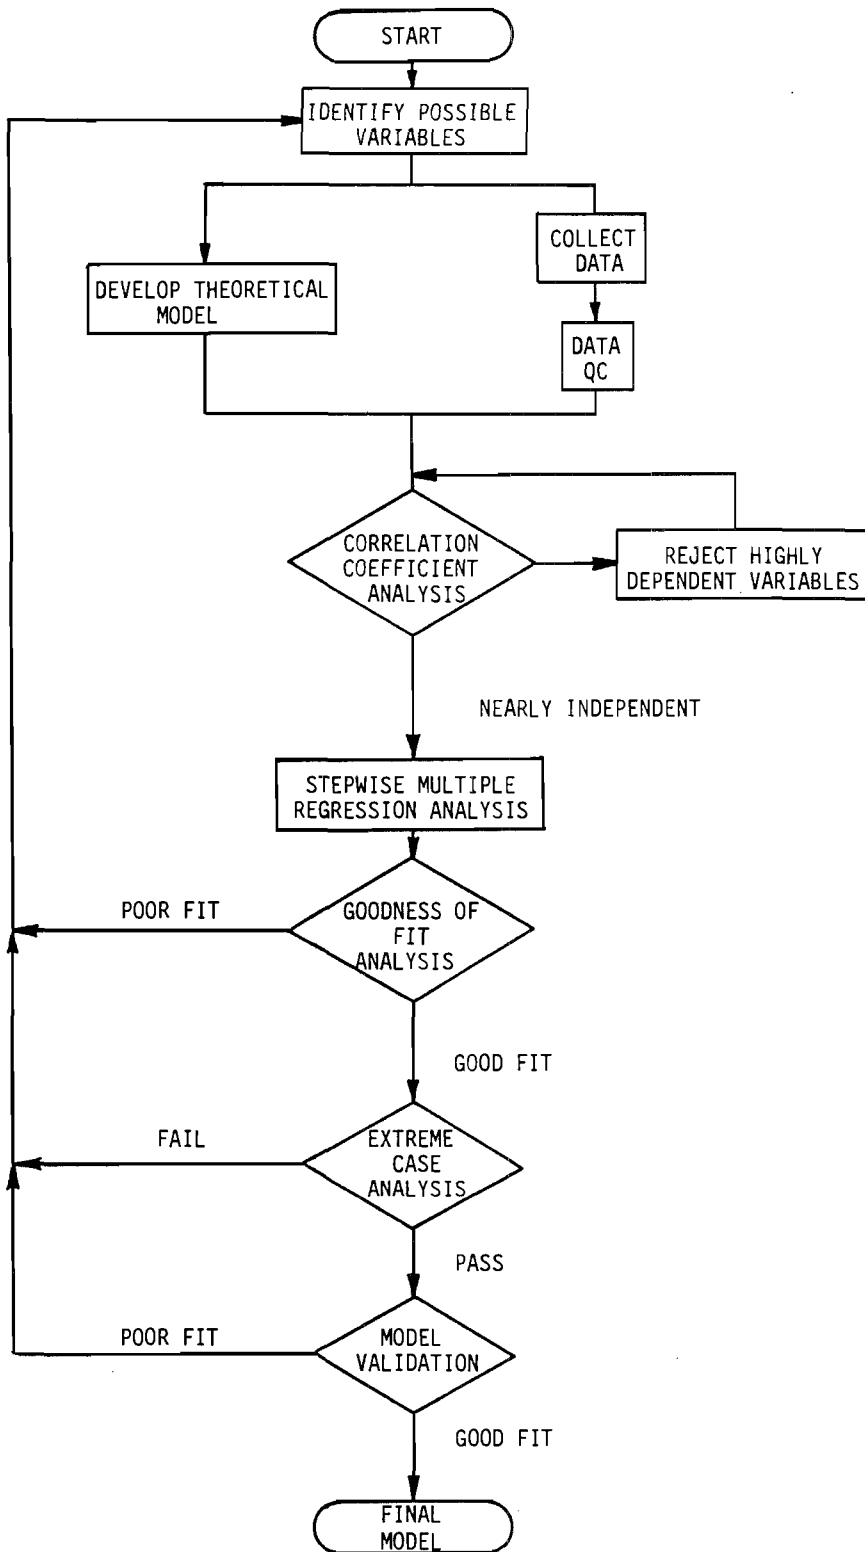 START
IDENTIFY POSSIBLE
VARIABLES
COLLECT
DATA
DEVELOP THEORETICAL
MODEL
DATA
QC
CORRELATION
COEFFICIENT
ANALYSIS
REJECT HIGHLY
DEPENDENT VARIABLES
NEARLY INDEPENDENT
STEPWISE MULTIPLE
REGRESSION ANALYSIS
POOR FIT
GOODNESS OF
FIT
ANALYSIS
GOOD FIT
FAIL
EXTREME
CASE
ANALYSIS
PASS
POOR FIT
MODEL
VALIDATION
GOOD FIT
FINAL
MODEL